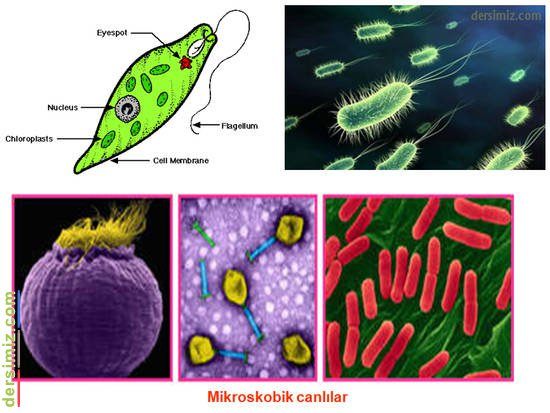 dersimiz.com
Eyespot
Nucleus
Chloroplasts
Flagellum
Cell Membrane
dersimiz.com
Mikroskobik canlılar